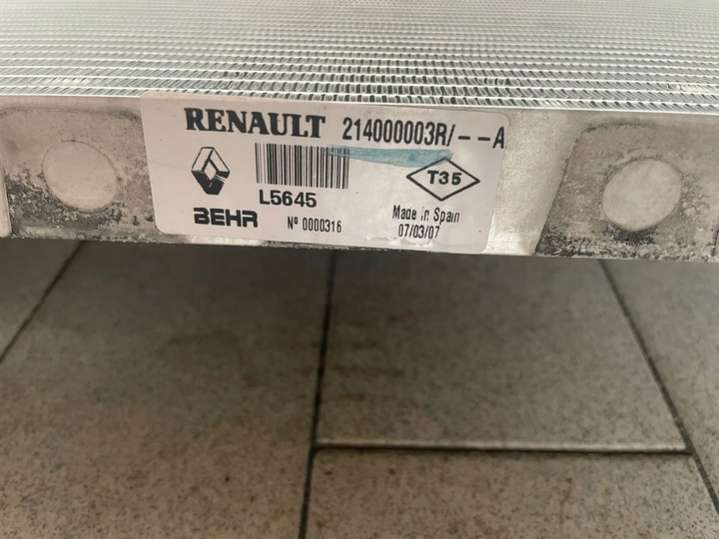 RENAULT 214000003R/--A
T35
L5645
BEHR Nº 0000316
Made in Spain
07/03/07